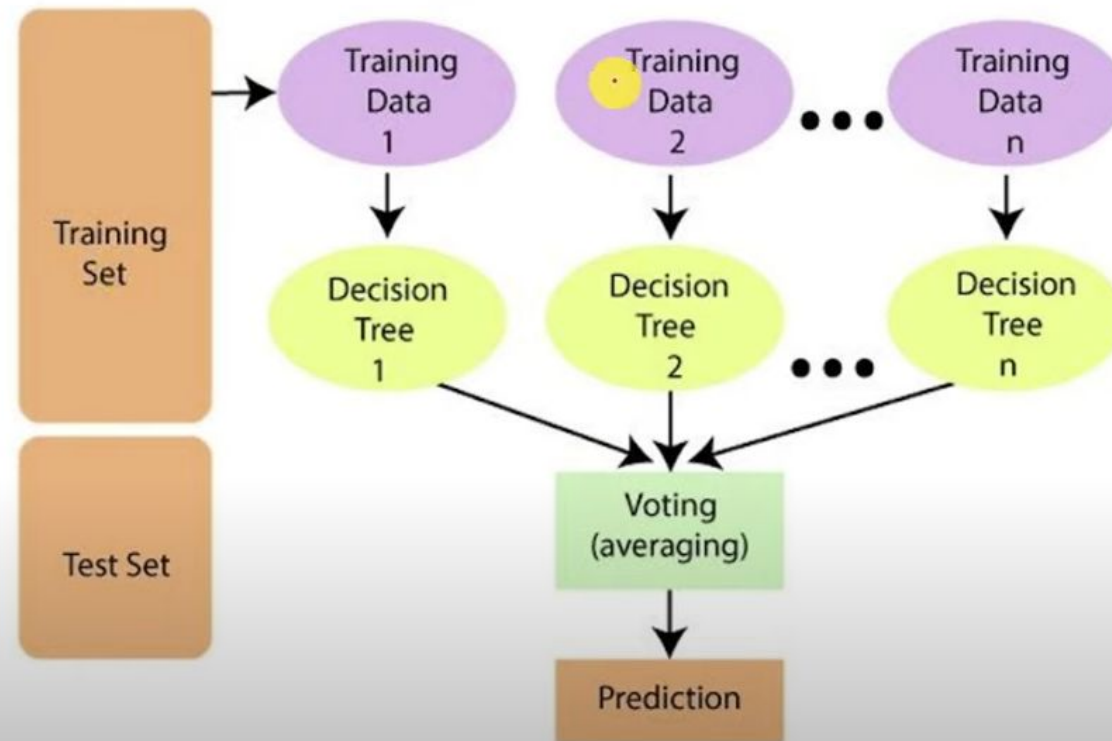 Training
Set
Test Set
Training
Data
1
Training
Data
2
Training
Data
n
Decision
Tree
1
Decision
Tree
2
Decision
Tree
n
Voting
(averaging)
Prediction